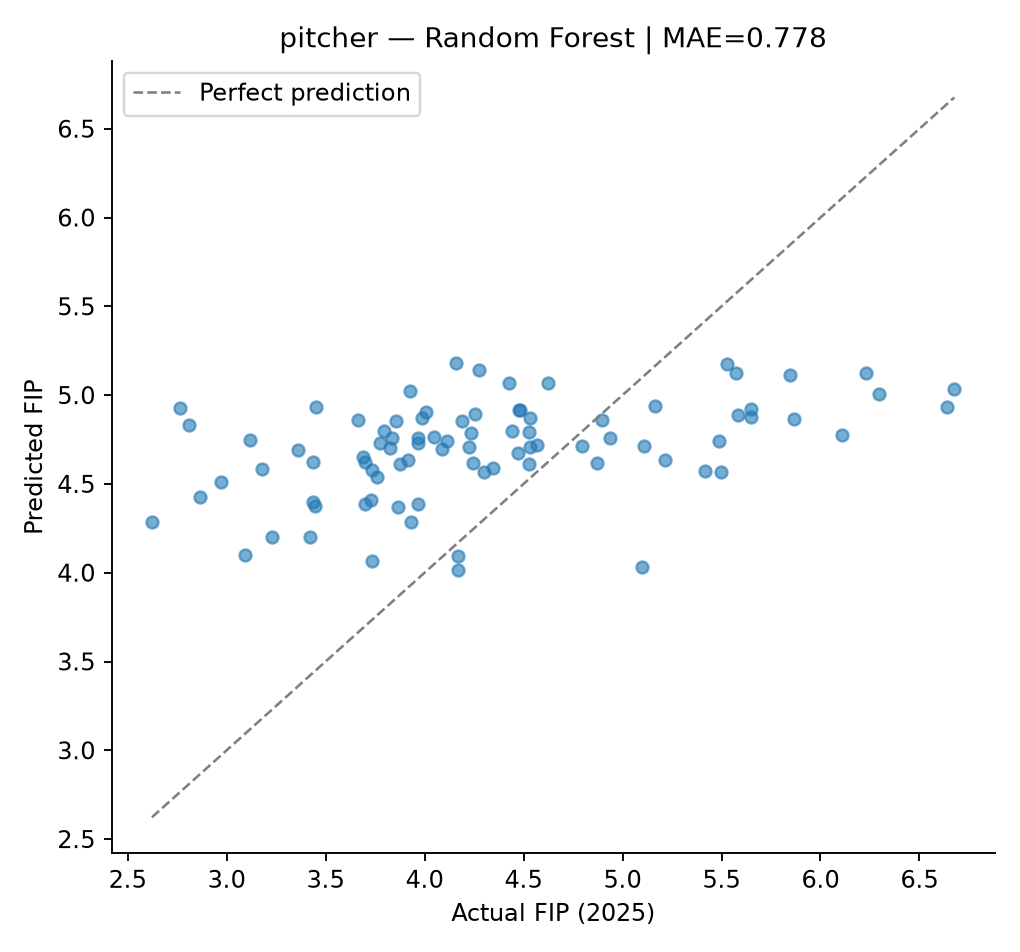 pitcher — Random Forest | MAE=0.778
Perfect prediction
6.5
6.0
5.5
5.0
4.5
4.0
3.5
3.0
2.5
Predicted FIP
2.5 3.0 3.5 4.0 4.5 5.0 5.5 6.0 6.5
Actual FIP (2025)